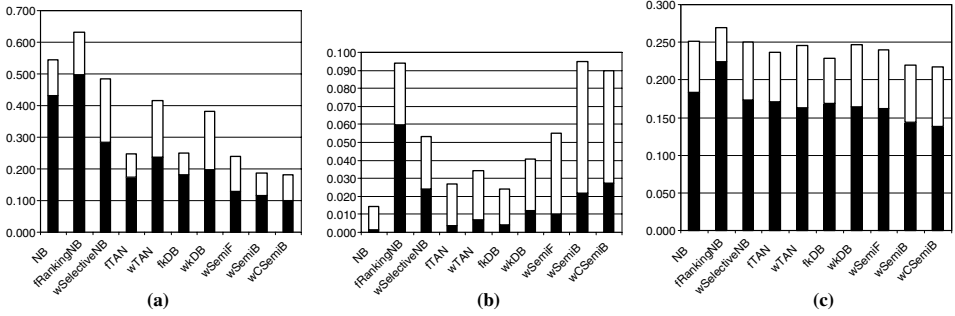 0.700
0.600
0.500
0.400
0.300
0.200
0.100
0.000
NB
fRankingNB
wSelectiveNB
fTAN
wTAN
fkDB
wkDB
wSemiF
wSemiB
wCSemiB
(a)
0.100
0.090
0.080
0.070
0.060
0.050
0.040
0.030
0.020
0.010
0.000
NB
fRankingNB
wSelectiveNB
fTAN
wTAN
fkDB
wkDB
wSemiF
wSemiB
wCSemiB
(b)
0.300
0.250
0.200
0.150
0.100
0.050
0.000
NB
fRankingNB
wSelectiveNB
fTAN
wTAN
fkDB
wkDB
wSemiF
wSemiB
wCSemiB
(c)